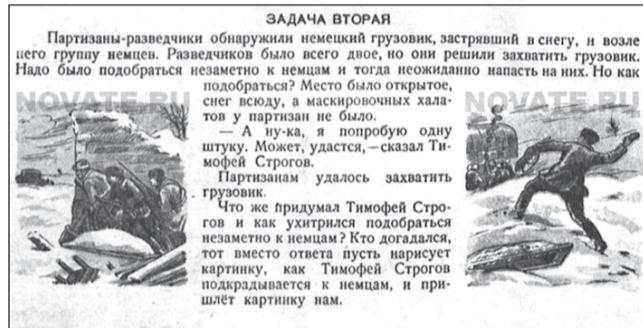 ЗАДАЧА ВТОРАЯ
Партизаны-разведчики обнаружили немецкий грузовик, застрявший в снегу, и возле
него группу немцев. Разведчиков было всего двое, но они решили захватить грузовик.
Надо было подобраться незаметно к немцам и тогда неожиданно напасть на них. Но как
подобраться? Место было открытое,
снег всюду, а маскировочных хала-
тов у партизан не было.
— А ну-ка, я попробую одну
штуку. Может, удастся,—сказал Ти-
мофей Строгов.
Партизанам удалось захватить
грузовик.
Что же придумал Тимофей Стро-
гов и как ухитрился подобраться
незаметно к немцам? Кто догадался,
тот вместо ответа пусть нарисует
картинку, как Тимофей Строгов
подкрадывается к немцам, и при-
шлёт картинку нам.
NOVATE.RU
NOVATE.RU